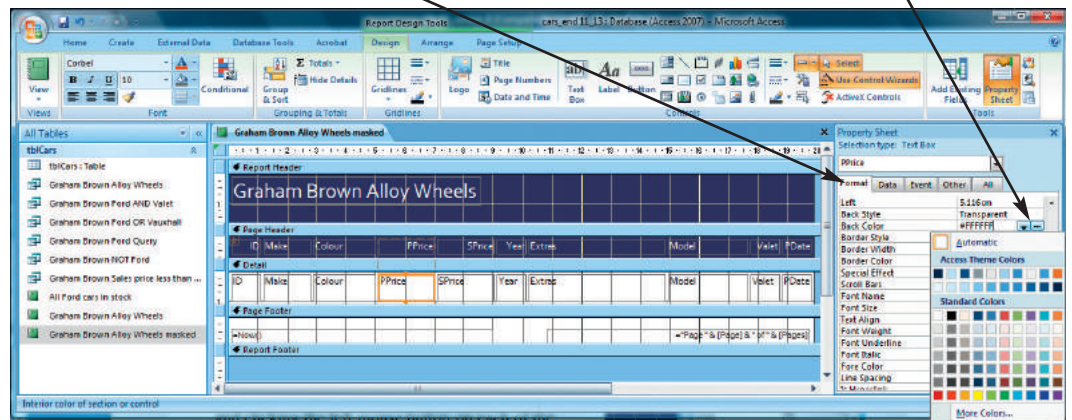 Report Design Tools
cars_end 11_13 : Database (Access 2007) - Microsoft Access
Home Create External Data Database Tools Acrobat Design Arrange Page Setup
Corbel
B I U 10
View
Conditional
Group & Sort
Σ Totals
Hide Details
Gridlines
Logo
Title
Page Numbers
Date and Time
Text Box
Aa
Label
Button
Select
Use Control Wizards
ActiveX Controls
Add Existing Fields
Property Sheet
Views Font Grouping & Totals Gridlines Controls Tools
All Tables
tblCars
tblCars : Table
Graham Brown Alloy Wheels
Graham Brown Ford AND Valet
Graham Brown Ford OR Vauxhall
Graham Brown Ford Query
Graham Brown NOT Ford
Graham Brown Sales price less than ...
All Ford cars in stock
Graham Brown Alloy Wheels
Graham Brown Alloy Wheels masked
Graham Brown Alloy Wheels masked
Report Header
Graham Brown Alloy Wheels
Page Header
ID Make Colour PPrice SPrice Year Extras Model Valet PDate
Detail
ID Make Colour PPrice SPrice Year Extras Model Valet PDate
Page Footer
=Now() ="Page " & [Page] & " of " & [Pages]
Report Footer
Property Sheet
Selection type: Text Box
PPrice
Format Data Event Other All
Left 5.116cm
Back Style Transparent
Back Color #FFFFFF
Border Style
Border Width
Border Color
Special Effect
Scroll Bars
Font Name
Font Size
Text Align
Font Weight
Font Underline
Font Italic
Fore Color
Line Spacing
Automatic
Access Theme Colors
Standard Colors
More Colors...
Interior color of section or control